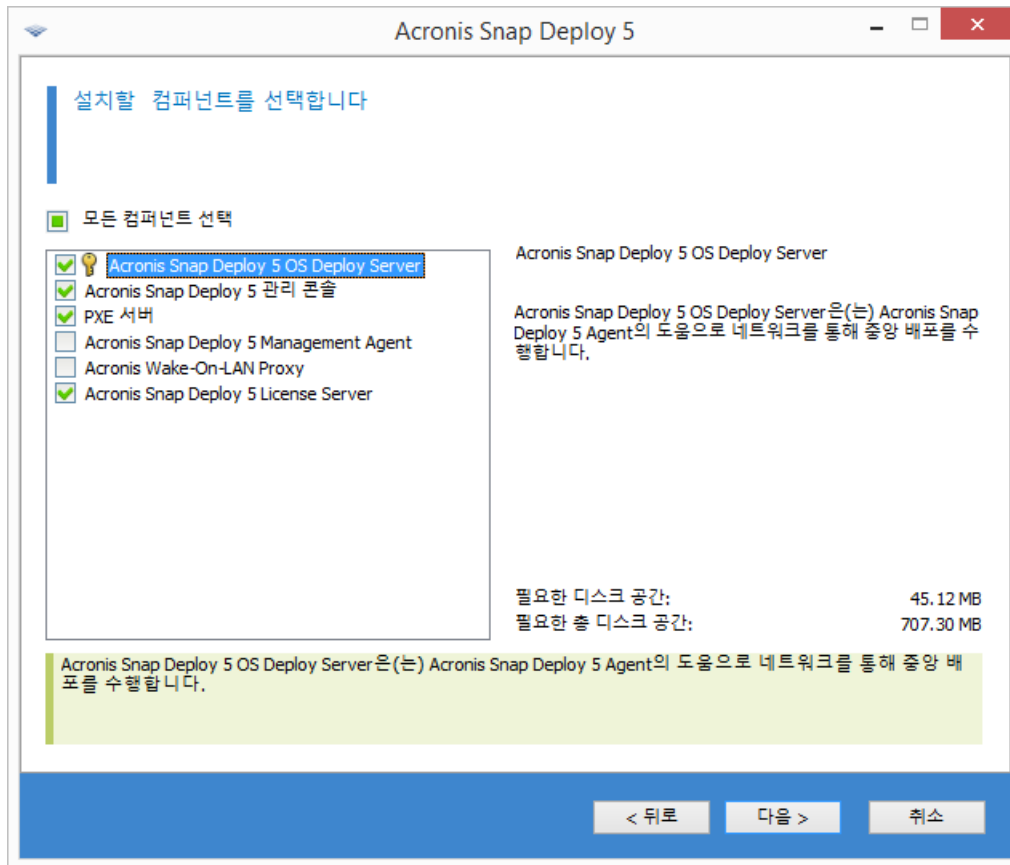 Acronis Snap Deploy 5
설치할 컴퍼넌트를 선택합니다
모든 컴퍼넌트 선택
Acronis Snap Deploy 5 OS Deploy Server
Acronis Snap Deploy 5 관리 콘솔
PXE 서버
Acronis Snap Deploy 5 Management Agent
Acronis Wake-On-LAN Proxy
Acronis Snap Deploy 5 License Server
Acronis Snap Deploy 5 OS Deploy Server
Acronis Snap Deploy 5 OS Deploy Server은(는) Acronis Snap
Deploy 5 Agent의 도움으로 네트워크를 통해 중앙 배포를 수
행합니다.
필요한 디스크 공간: 45.12 MB
필요한 총 디스크 공간: 707.30 MB
Acronis Snap Deploy 5 OS Deploy Server은(는) Acronis Snap Deploy 5 Agent의 도움으로 네트워크를 통해 중앙 배
포를 수행합니다.
< 뒤로 다음 > 취소